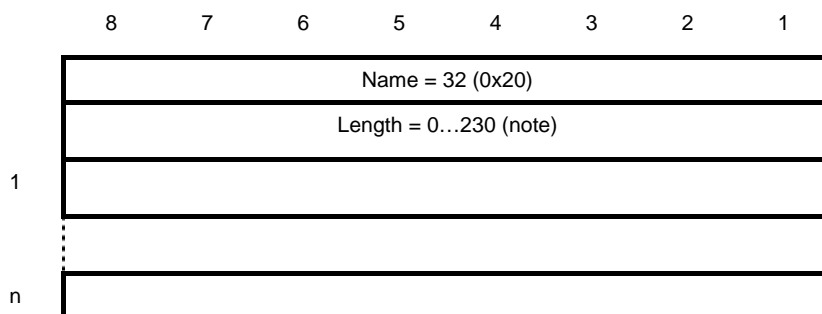 8 7 6 5 4 3 2 1
Name = 32 (0x20)
Length = 0…230 (note)
1
n